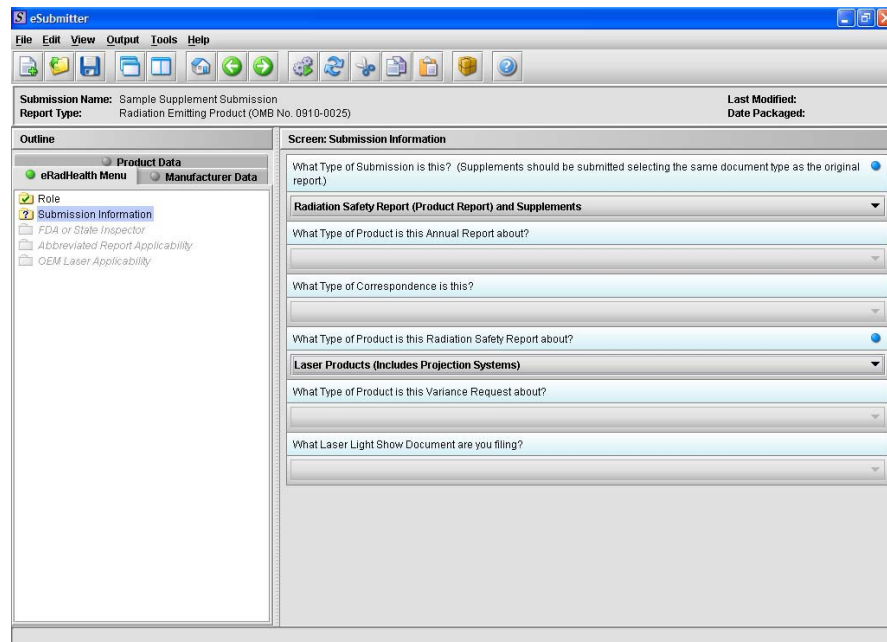 eSubmitter
File Edit View Output Tools Help
Submission Name: Sample Supplement Submission
Report Type: Radiation Emitting Product (OMB No. 0910-0025)
Last Modified:
Date Packaged:
Outline
Product Data
eRadHealth Menu
Manufacturer Data
Role
Submission Information
FDA or State Inspector
Abbreviated Report Applicability
OEM Laser Applicability
Screen: Submission Information
What Type of Submission is this? (Supplements should be submitted selecting the same document type as the original
report.)
Radiation Safety Report (Product Report) and Supplements
What Type of Product is this Annual Report about?
What Type of Correspondence is this?
What Type of Product is this Radiation Safety Report about?
Laser Products (Includes Projection Systems)
What Type of Product is this Variance Request about?
What Laser Light Show Document are you filing?